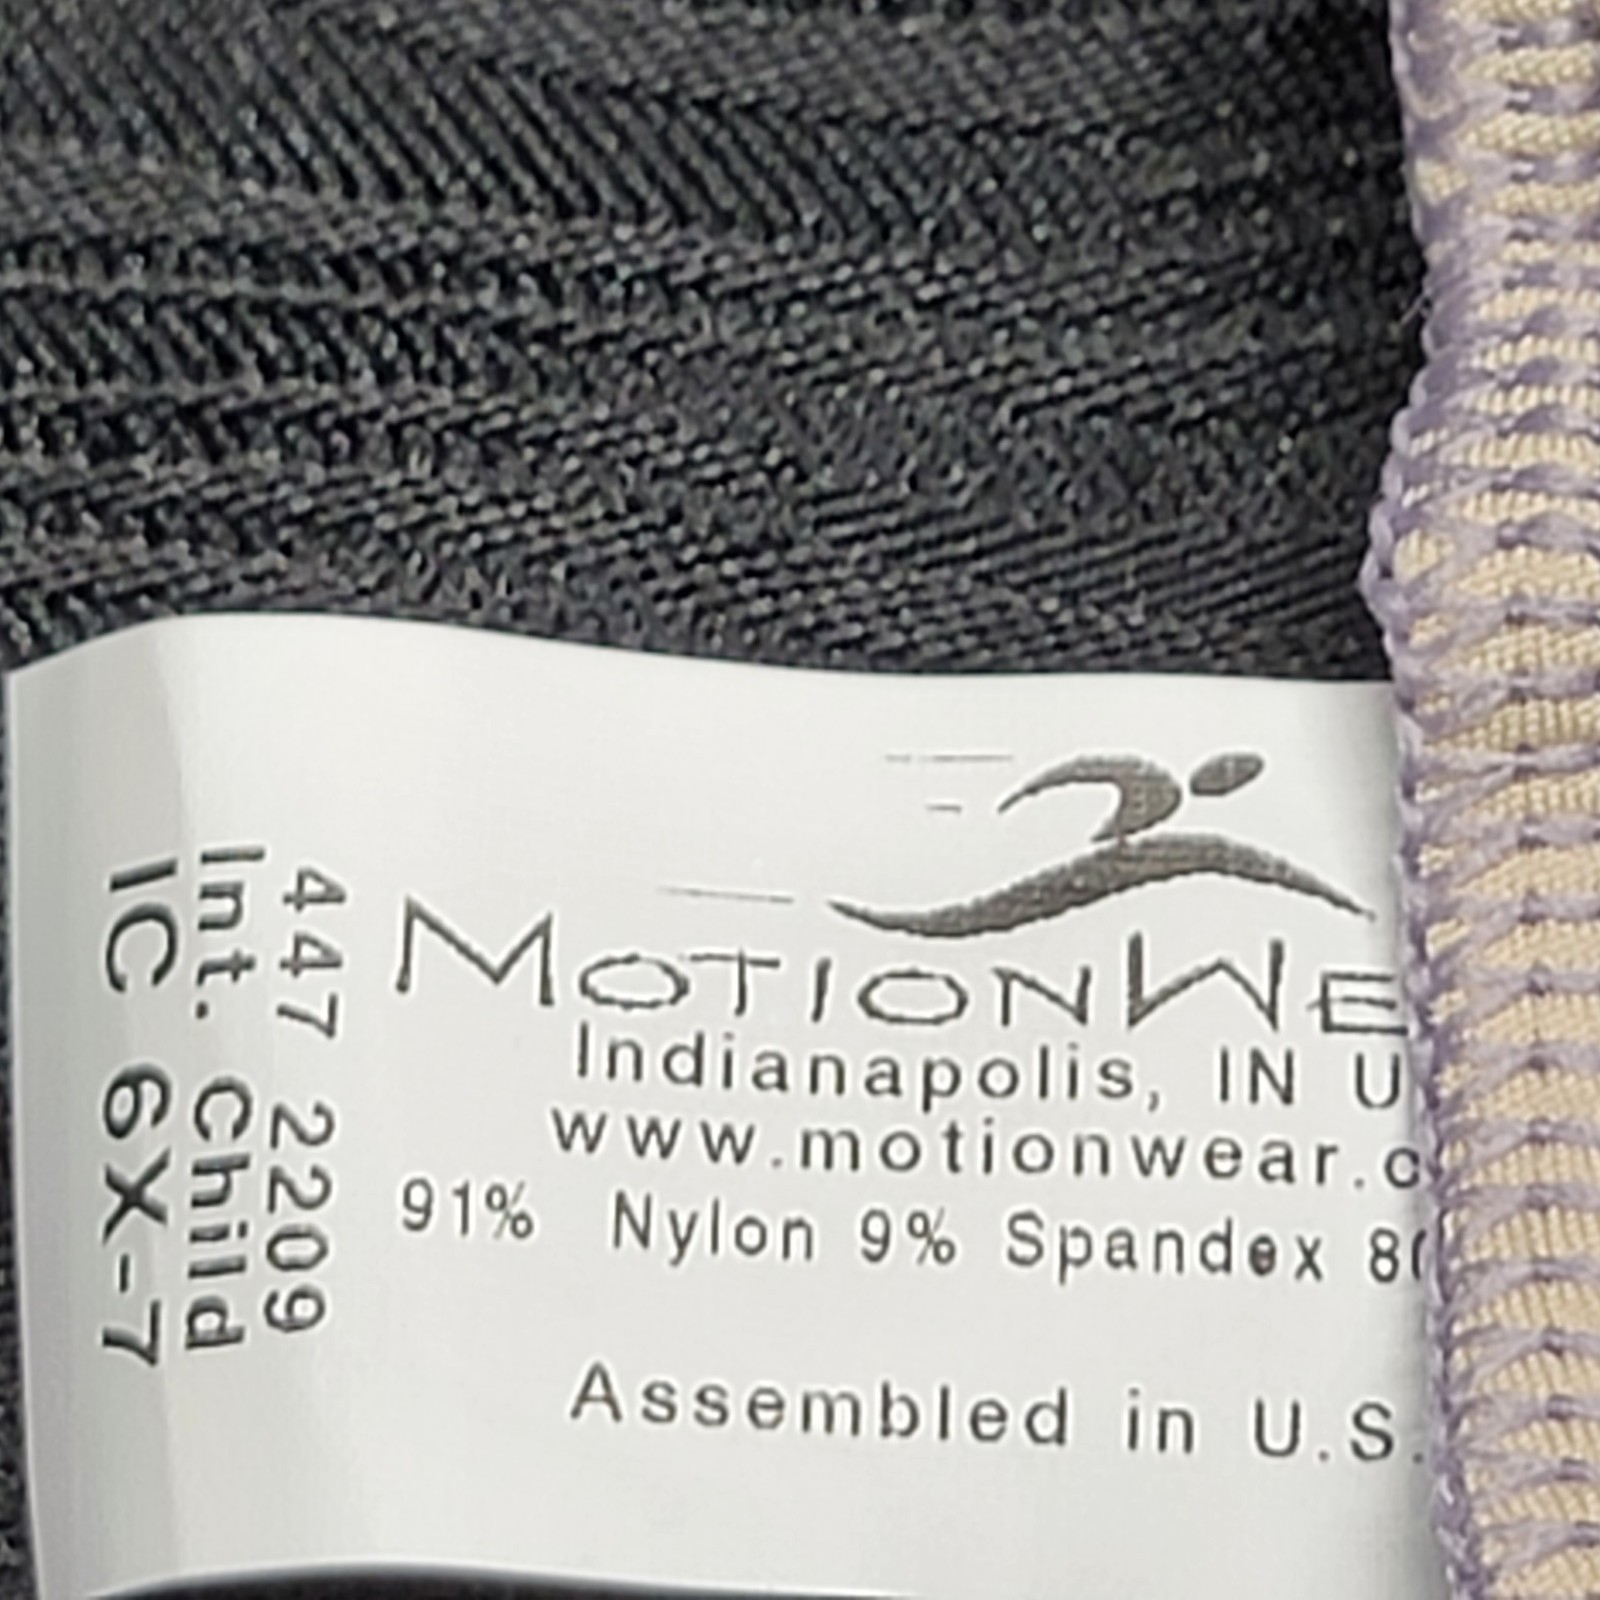 MOTIONWE
Indianapolis, IN U
www.motionwear.c
91% Nylon 9% Spandex 8
Assembled in U.S.
447 2209
Int. Child
IC 6X-7